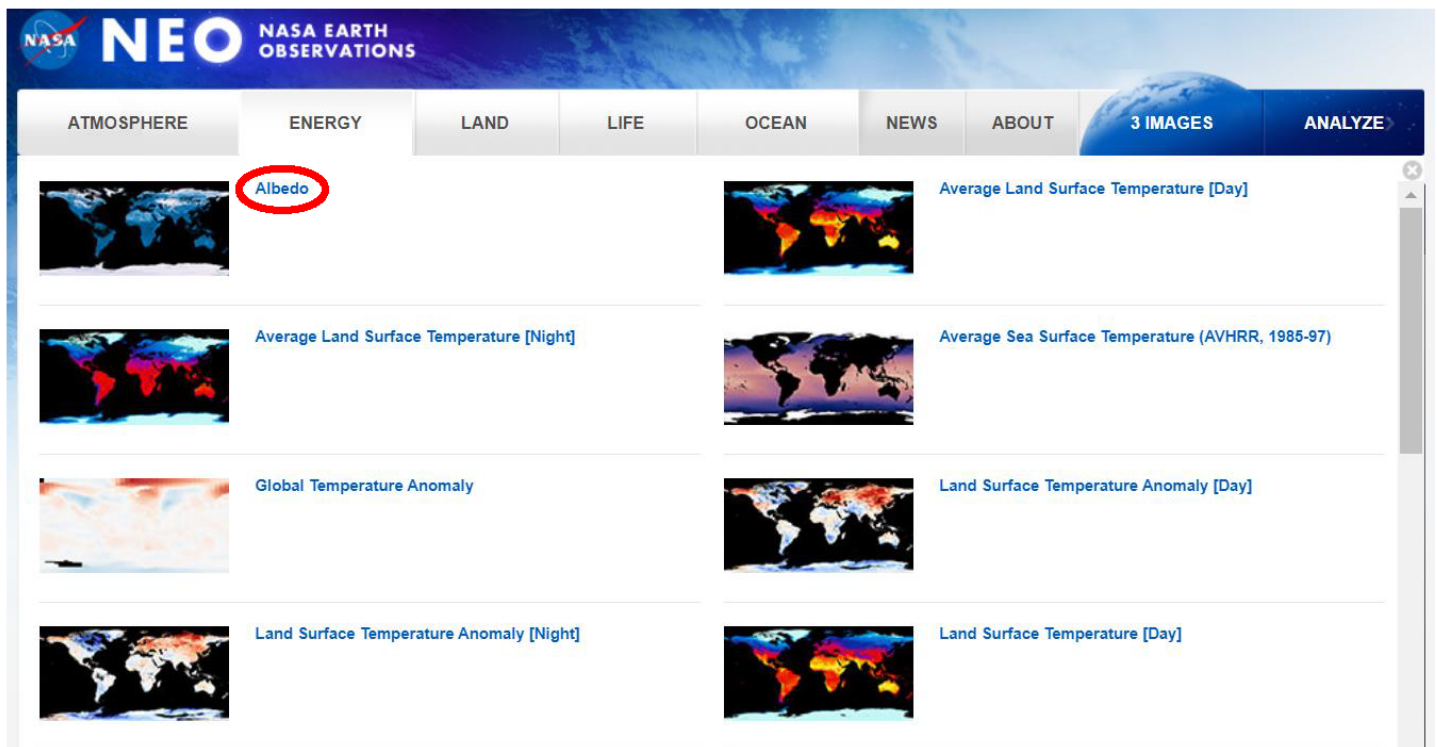 NASA
NEO
NASA EARTH
OBSERVATIONS
ATMOSPHERE ENERGY LAND LIFE OCEAN NEWS ABOUT 3 IMAGES ANALYZE
Albedo
Average Land Surface Temperature [Day]
Average Land Surface Temperature [Night]
Average Sea Surface Temperature (AVHRR, 1985-97)
Global Temperature Anomaly
Land Surface Temperature Anomaly [Day]
Land Surface Temperature Anomaly [Night]
Land Surface Temperature [Day]